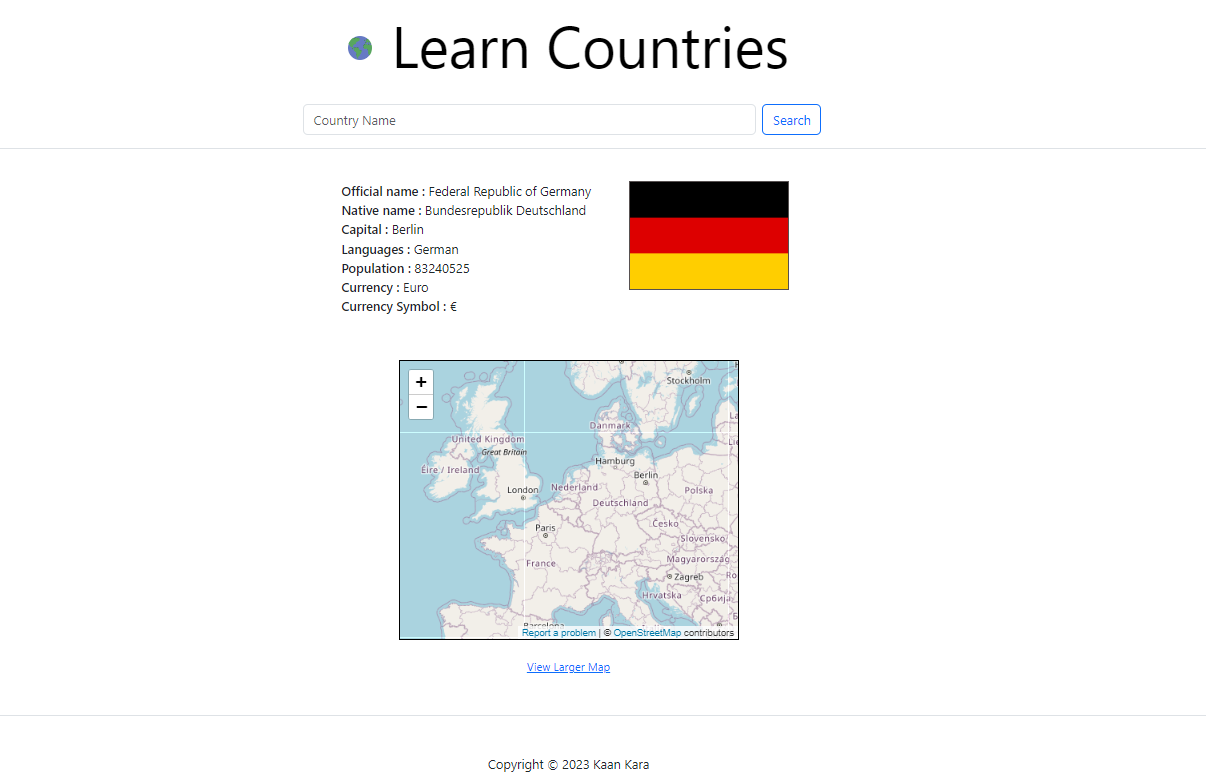 Learn Countries
Country Name
Search
Official name : Federal Republic of Germany
Native name : Bundesrepublik Deutschland
Capital : Berlin
Languages : German
Population : 83240525
Currency : Euro
Currency Symbol : €
+
−
Stockholm
Danmark
United Kingdom
Great Britain
Hamburg
Éire / Ireland
Berlin
London
Nederland
Polska
Deutschland
Paris
Česko
Slovensko
France
Magyarország
Zagreb
Hrvatska
Србија
Barcelona
Report a problem | © OpenStreetMap contributors
View Larger Map
Copyright © 2023 Kaan Kara